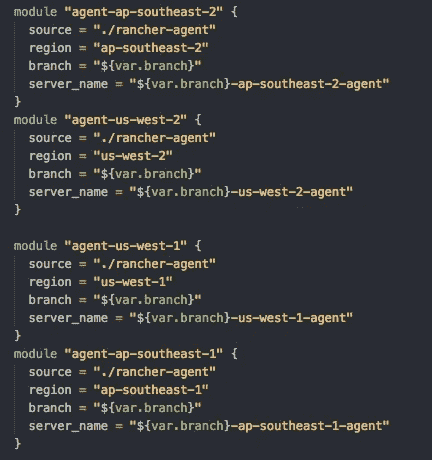 module "agent-ap-southeast-2" {
  source = "./rancher-agent"
  region = "ap-southeast-2"
  branch = "${var.branch}"
  server_name = "${var.branch}-ap-southeast-2-agent"
}
module "agent-us-west-2" {
  source = "./rancher-agent"
  region = "us-west-2"
  branch = "${var.branch}"
  server_name = "${var.branch}-us-west-2-agent"
}

module "agent-us-west-1" {
  source = "./rancher-agent"
  region = "us-west-1"
  branch = "${var.branch}"
  server_name = "${var.branch}-us-west-1-agent"
}
module "agent-ap-southeast-1" {
  source = "./rancher-agent"
  region = "ap-southeast-1"
  branch = "${var.branch}"
  server_name = "${var.branch}-ap-southeast-1-agent"
}